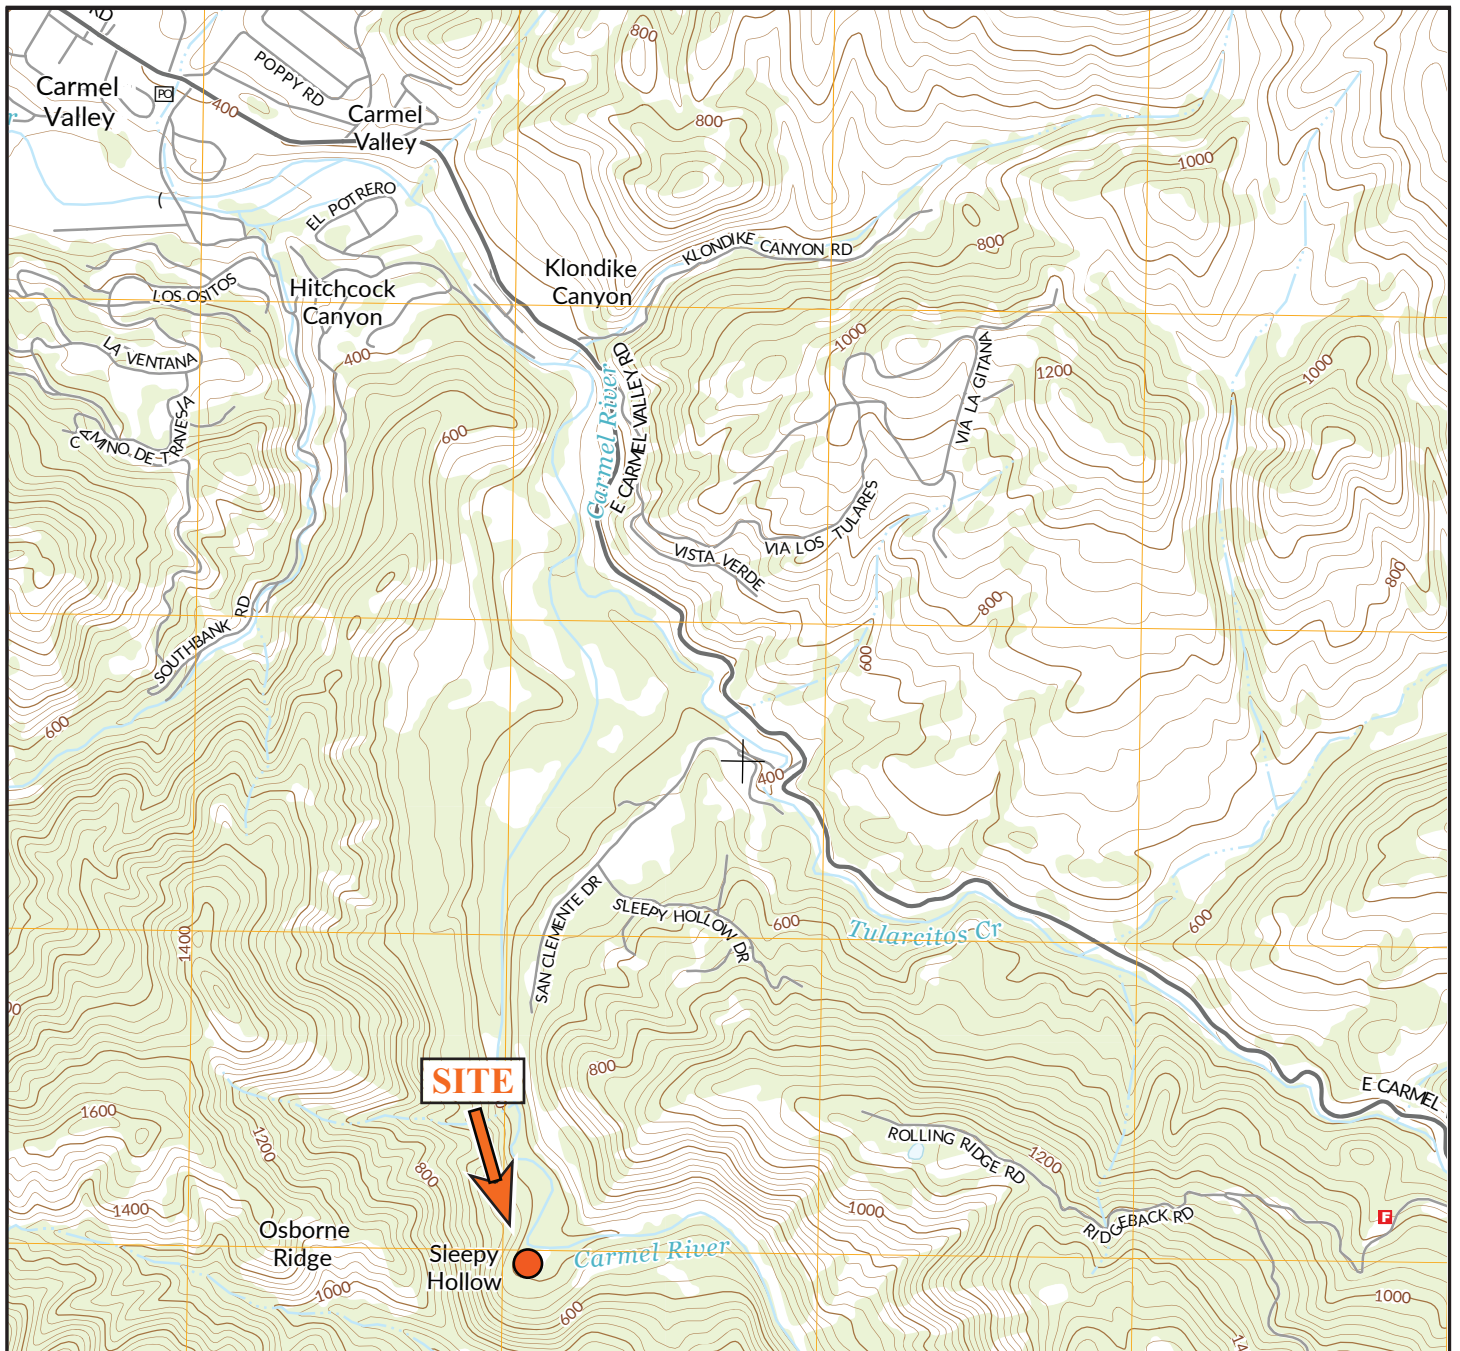 RD
800
Carmel
Valley
PO
POPPY RD
400
Carmel
Valley
800
1000
EL POTRERO
KLONDIKE CANYON RD
800
Klondike
Canyon
LOS OSITOS
Hitchcock
Canyon
LA VENTANA
400
1000
VIA LA GITANA
1200
1000
Carmel River
E CARMEL VALLEY RD
CAMINO DE TRAVESIA
600
VIA LOS TULARES
VISTA VERDE
800
800
SOUTHBANK RD
600
600
400
SAN CLEMENTE DR
SLEEPY HOLLOW DR
600
Tularcitos Cr
600
1400
800
SITE
E CARMEL
1600
1200
800
ROLLING RIDGE RD
1200
1400
1000
RIDGEBACK RD
F
Osborne
Ridge
Sleepy
Hollow
Carmel River
1000
600
1000